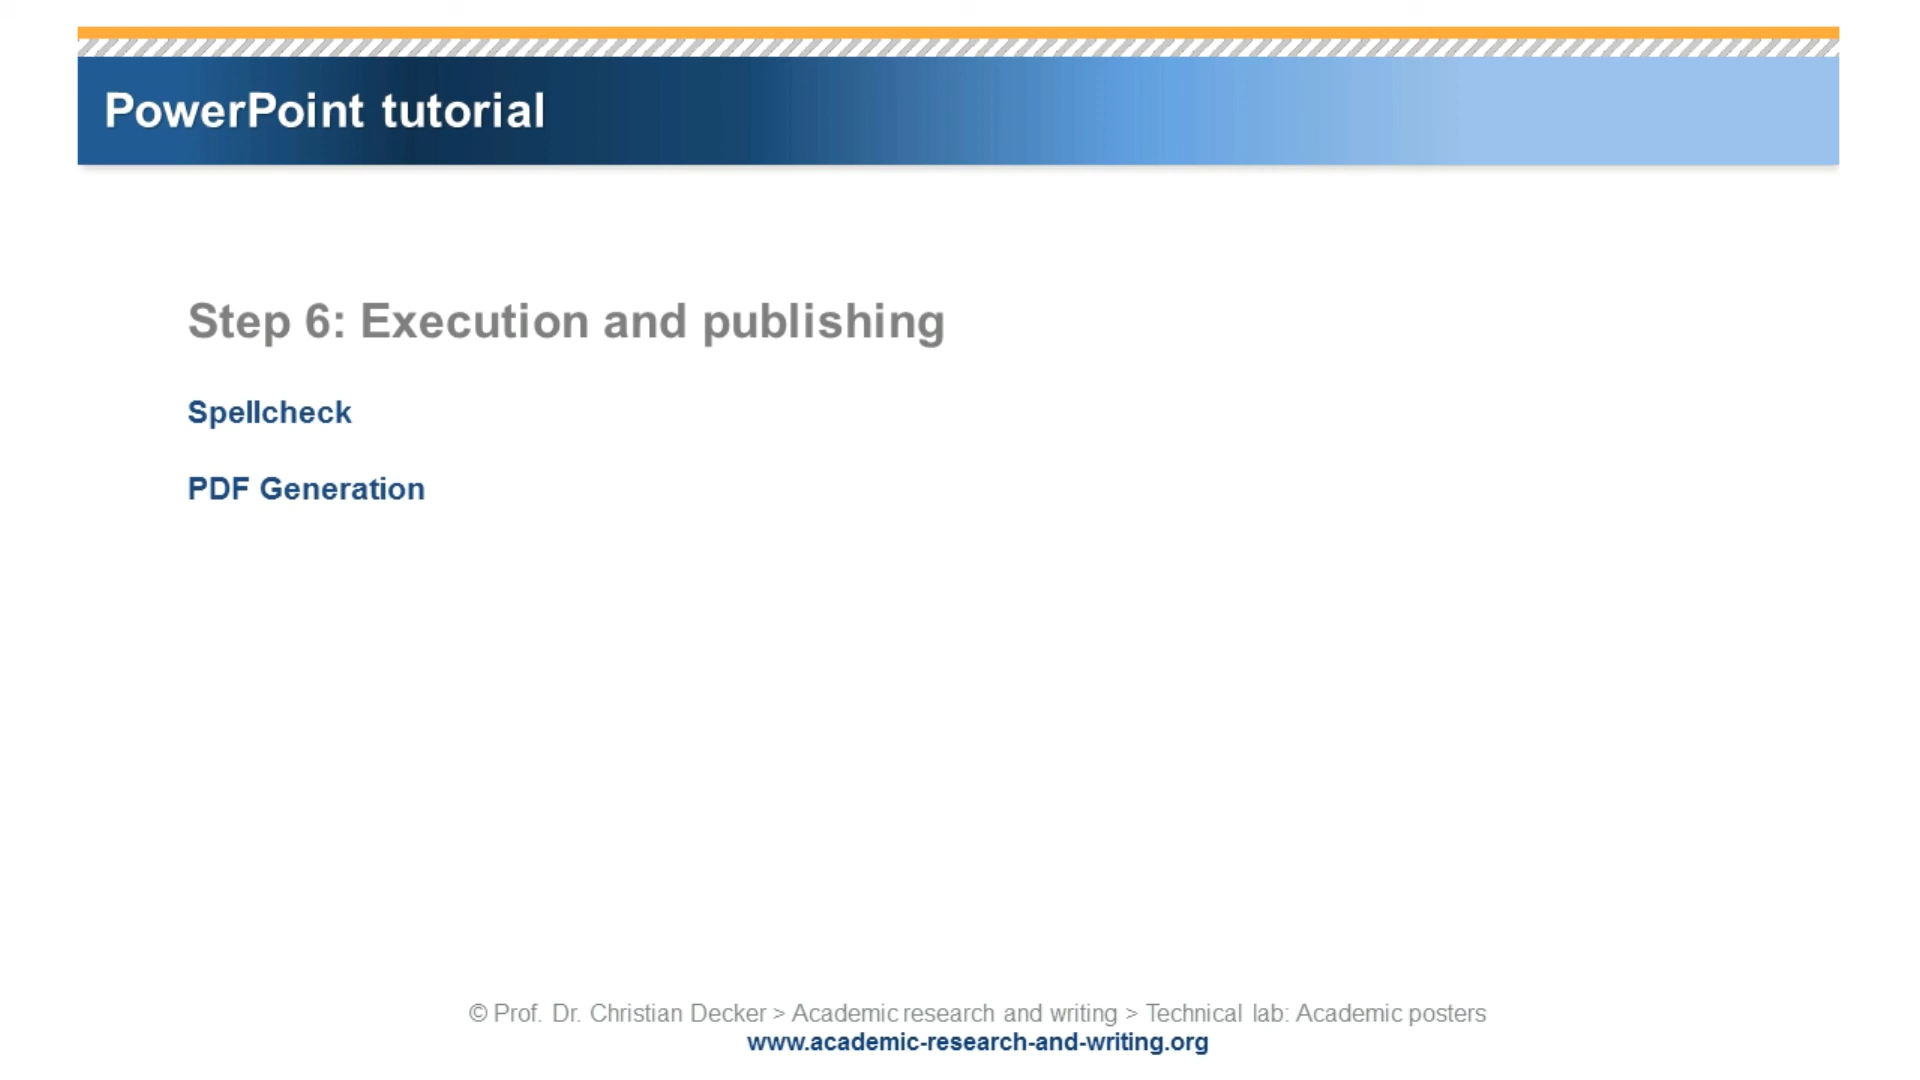 PowerPoint tutorial
Step 6: Execution and publishing
Spellcheck
PDF Generation
© Prof. Dr. Christian Decker > Academic research and writing > Technical lab: Academic posters
www.academic-research-and-writing.org